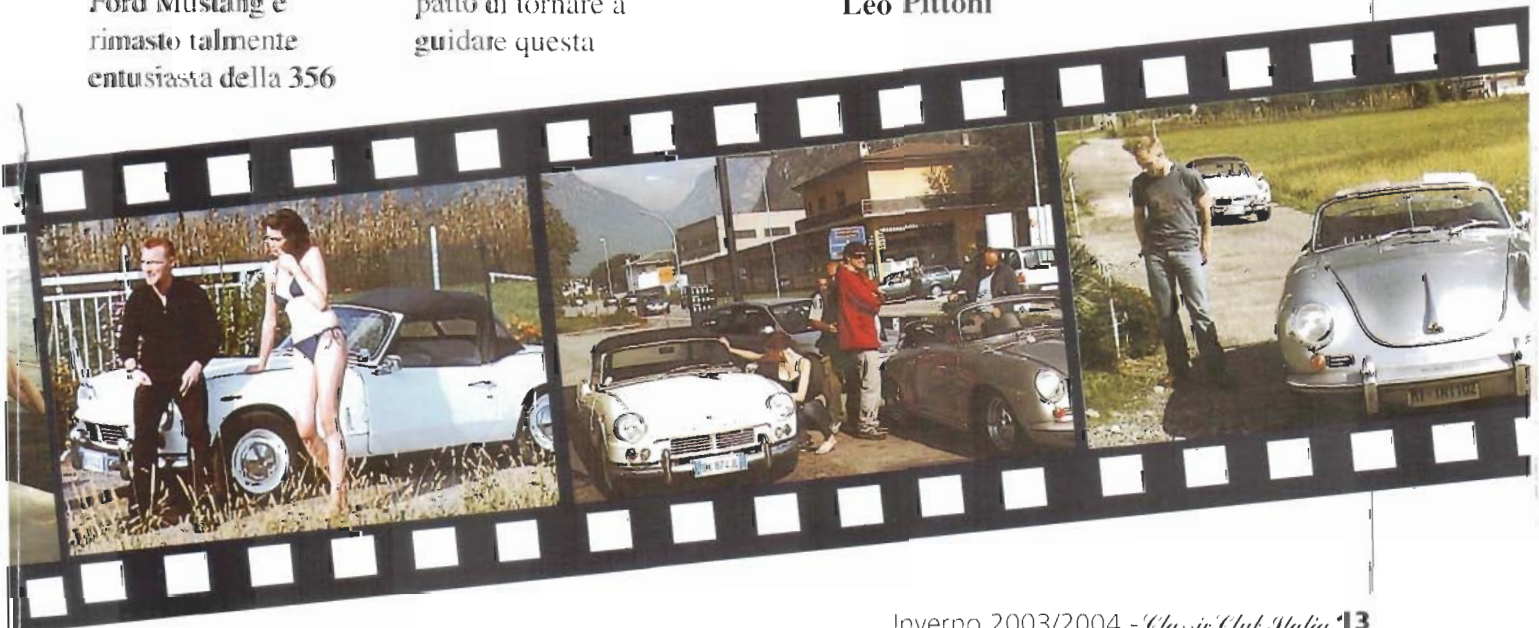 Ford Mustang è
rimasto talmente
entusiasta della 356
patto di tornare a
guidare questa
Leo Pittoni
Inverno 2003/2004 - Classic Club Italia 13